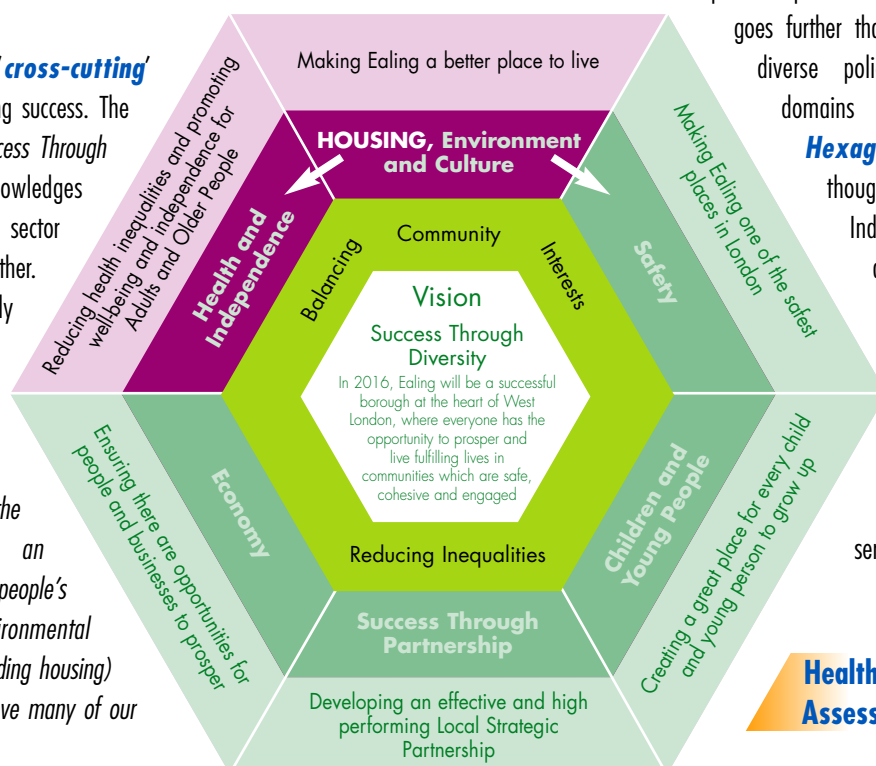 'cross-cutting'
ng success. The
cess Through
nowledges
sector
ther.
ly
the
an
people's
vironmental
ding housing)
ve many of our
Making Ealing a better place to live
HOUSING, Environment
and Culture
Reducing health inequalities and promoting
well-being and independence for
Adults and Older People
Health and
Independence
Making Ealing one of the safest
places in London
Safety
Balancing
Community
Interests
Vision
Success Through
Diversity
In 2016, Ealing will be a successful
borough at the heart of West
London, where everyone has the
opportunity to prosper and
live fulfilling lives in
communities which are safe,
cohesive and engaged
Reducing Inequalities
Economy
Ensuring there are opportunities for
people and businesses to prosper
Children and
Young People
Creating a great place for every child
and young person to grow up
Success Through
Partnership
Developing an effective and high
performing Local Strategic
Partnership
goes further tha
diverse poli
domains
Hexag
thoug
Ind
ser
Health
Assess